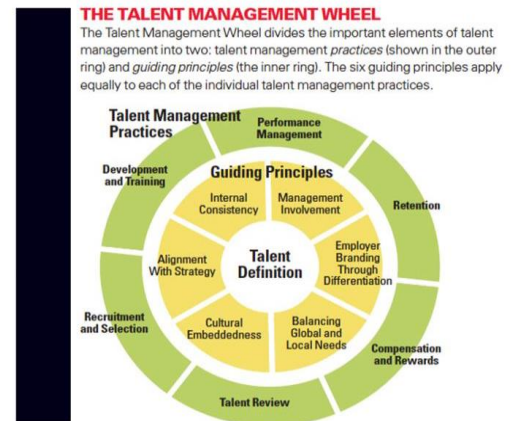 THE TALENT MANAGEMENT WHEEL
The Talent Management Wheel divides the important elements of talent
management into two: talent management practices (shown in the outer
ring) and guiding principles (the inner ring). The six guiding principles apply
equally to each of the individual talent management practices.
Talent Management
Practices
Performance
Management
Development
and Training
Guiding Principles
Internal
Consistency
Management
Involvement
Retention
Alignment
With Strategy
Talent
Definition
Employer
Branding
Through
Differentiation
Recruitment
and Selection
Cultural
Embeddedness
Balancing
Global and
Local Needs
Compensation
and Rewards
Talent Review